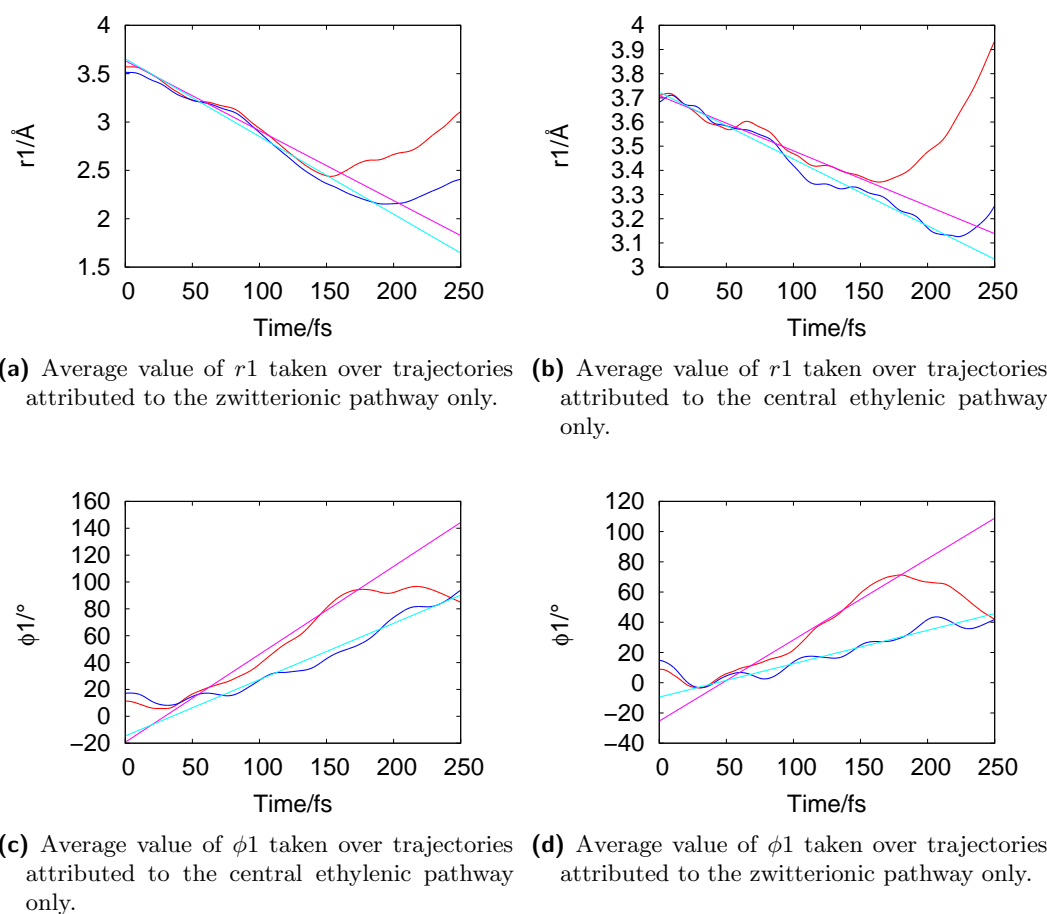 4
3.5
3
2.5
2
1.5
r1/Å
0 50 100 150 200 250
Time/fs
4
3.9
3.8
3.7
3.6
3.5
3.4
3.3
3.2
3.1
3
r1/Å
0 50 100 150 200 250
Time/fs
(a) Average value of r1 taken over trajectories
attributed to the zwitterionic pathway only.
(b) Average value of r1 taken over trajectories
attributed to the central ethylenic pathway
only.
160
140
120
100
80
60
40
20
0
−20
ϕ1/°
0 50 100 150 200 250
Time/fs
120
100
80
60
40
20
0
−20
−40
ϕ1/°
0 50 100 150 200 250
Time/fs
(c) Average value of ϕ1 taken over trajectories
attributed to the central ethylenic pathway
only.
(d) Average value of ϕ1 taken over trajectories
attributed to the zwitterionic pathway only.